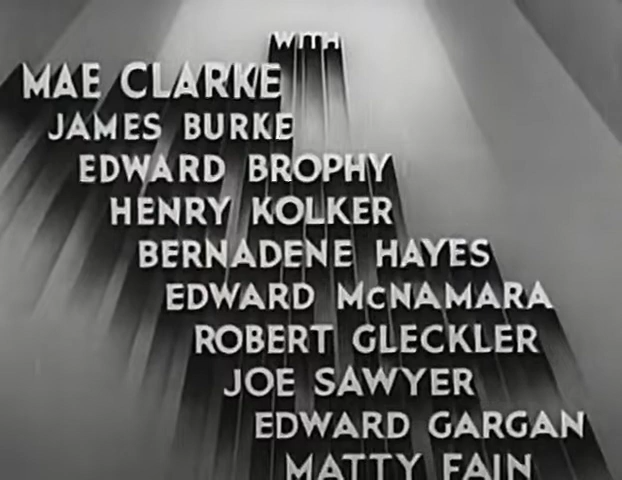 WITH
MAE CLARKE
JAMES BURKE
EDWARD BROPHY
HENRY KOLKER
BERNADENE HAYES
EDWARD McNAMARA
ROBERT GLECKLER
JOE SAWYER
EDWARD GARGAN
MATTY FAIN